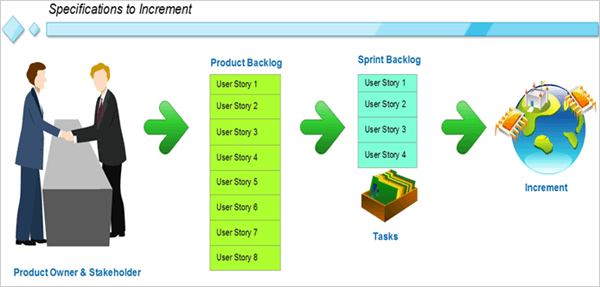 Specifications to Increment
Product Owner & Stakeholder
Product Backlog
User Story 1
User Story 2
User Story 3
User Story 4
User Story 5
User Story 6
User Story 7
User Story 8
Sprint Backlog
User Story 1
User Story 2
User Story 3
User Story 4
Tasks
Increment